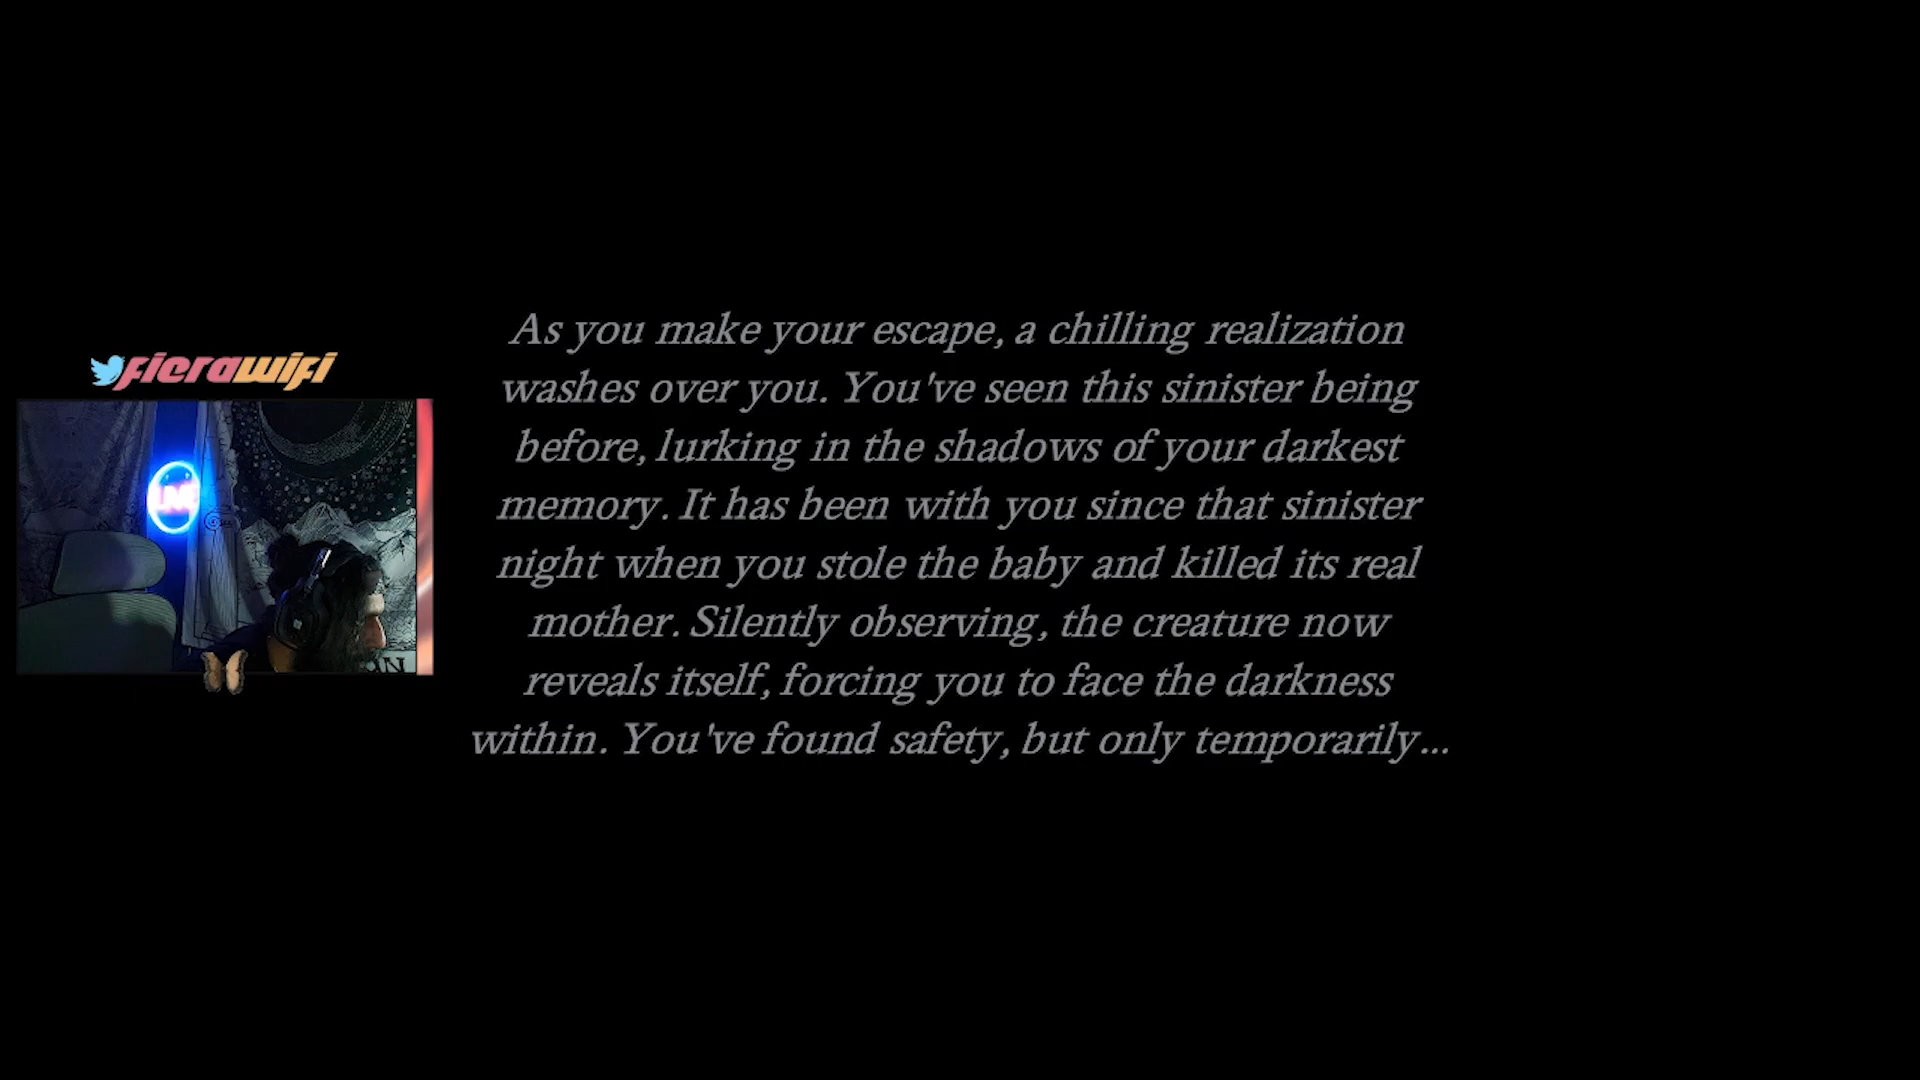 fierawifi
LIVE
As you make your escape, a chilling realization
washes over you. You've seen this sinister being
before, lurking in the shadows of your darkest
memory. It has been with you since that sinister
night when you stole the baby and killed its real
mother. Silently observing, the creature now
reveals itself, forcing you to face the darkness
within. You've found safety, but only temporarily...